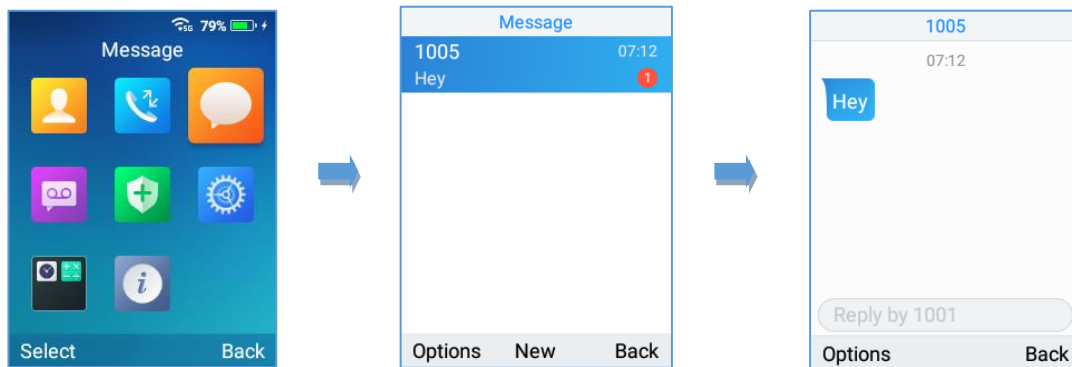 5G 79%
Message
Select Back
Message
1005 07:12
Hey 1
Options New Back
1005
07:12
Hey
Reply by 1001
Options Back